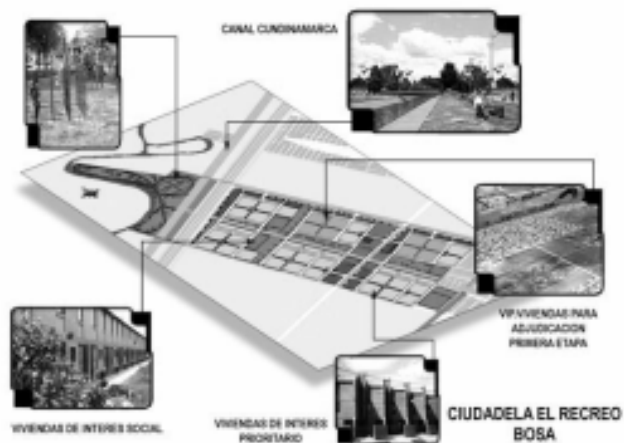 CANAL CUNDINAMARCA
VIP.VIVIENDAS PARA
ADJUDICACION
PRIMERA ETAPA
VIVIENDAS DE INTERES SOCIAL
VIVIENDAS DE INTERES
PRIORITARIO
CIUDADELA EL RECREO
BOSA